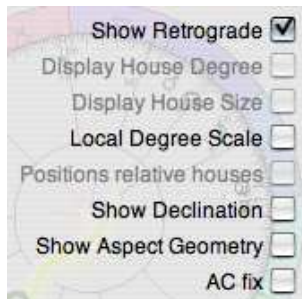 Show Retrograde
Display House Degree
Display House Size
Local Degree Scale
Positions relative houses
Show Declination
Show Aspect Geometry
AC fix